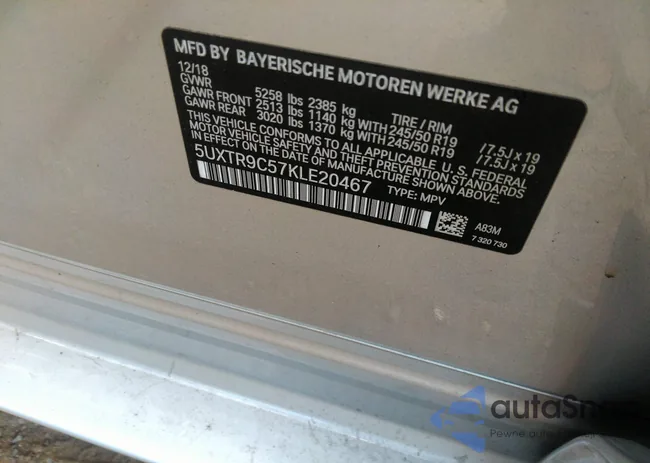 MFD BY BAYERISCHE MOTOREN WERKE AG
12/18
GVWR 5258 lbs 2385 kg TIRE / RIM
GAWR FRONT 2513 lbs 1140 kg WITH 245/50 R19 /7.5J x 19
GAWR REAR 3020 lbs 1370 kg WITH 245/50 R19 /7.5J x 19
THIS VEHICLE CONFORMS TO ALL APPLICABLE U. S. FEDERAL
MOTOR VEHICLE SAFETY AND THEFT PREVENTION STANDARDS
IN EFFECT ON THE DATE OF MANUFACTURE SHOWN ABOVE.
5UXTR9C57KLE20467 TYPE: MPV
A83M
7 320 730
Pewne auto